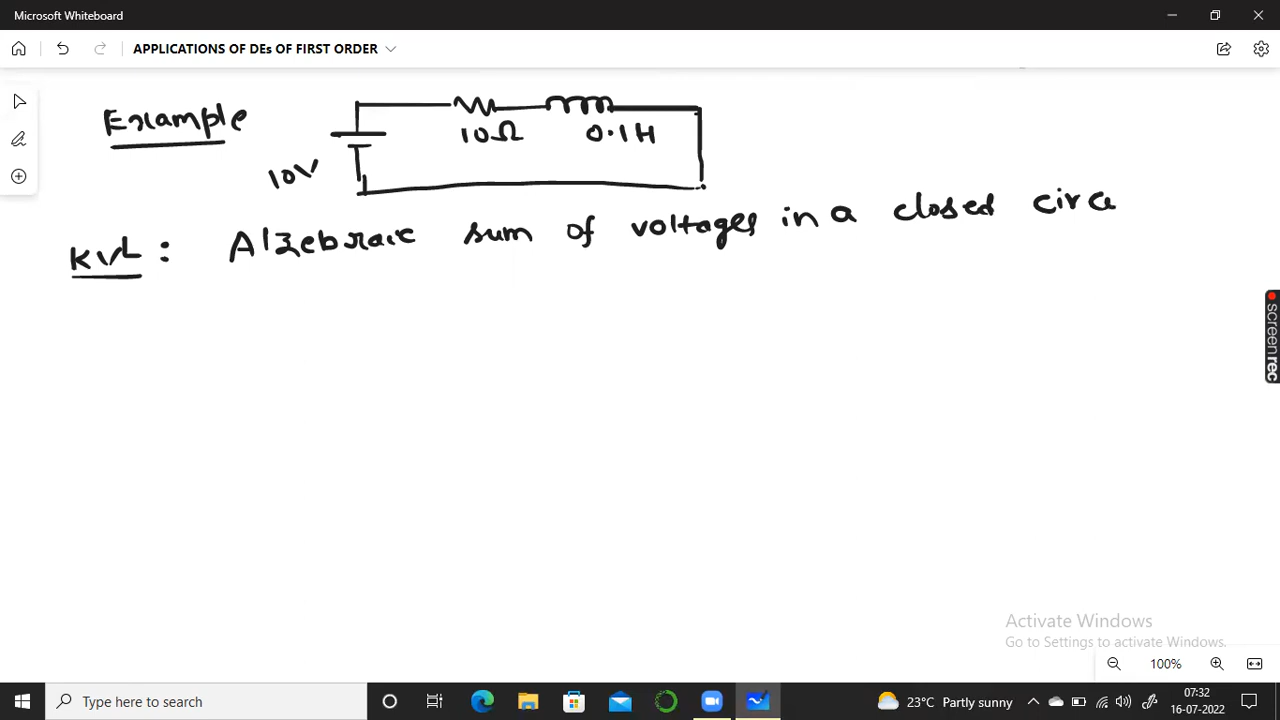 Microsoft Whiteboard
APPLICATIONS OF DEs OF FIRST ORDER
Example
10Ω 0.1H
10V
KVL : Algebraic sum of voltages in a closed circu
screenrec
Activate Windows
Go to Settings to activate Windows.
100%
Type here to search
23°C Partly sunny
07:32
16-07-2022